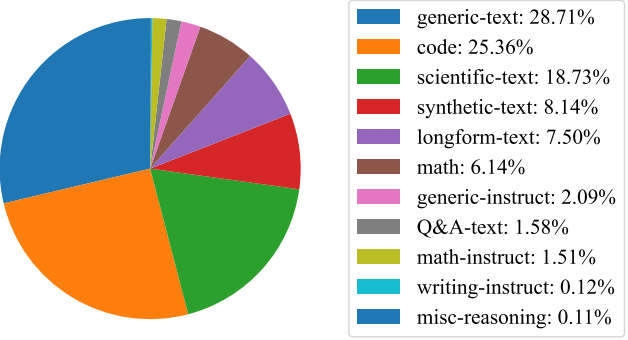 generic-text: 28.71%
code: 25.36%
scientific-text: 18.73%
synthetic-text: 8.14%
longform-text: 7.50%
math: 6.14%
generic-instruct: 2.09%
Q&A-text: 1.58%
math-instruct: 1.51%
writing-instruct: 0.12%
misc-reasoning: 0.11%